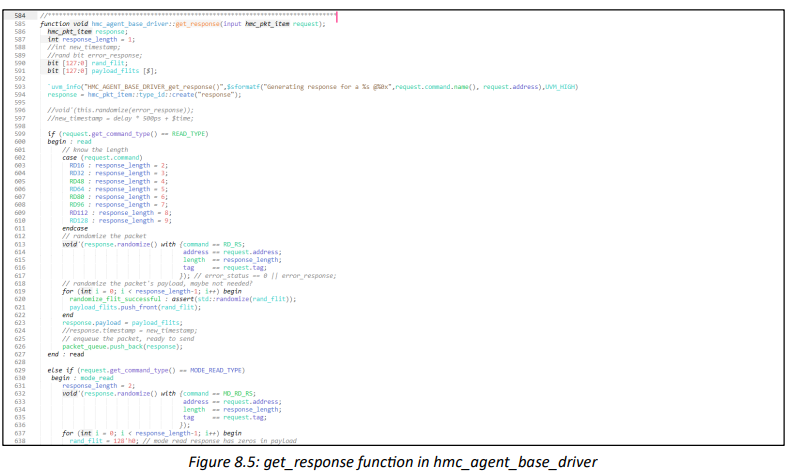 584 //************************************************************************
585 function void hmc_agent_base_driver::get_response(input hmc_pkt_item request);
586 hmc_pkt_item response;
587 int response_length = 1;
588 //int new_timestamp;
589 //rand bit error_response;
590 bit [127:0] rand_flit;
591 bit [127:0] payload_flits [$];
592
593 `uvm_info("HMC_AGENT_BASE_DRIVER_get_response()",$sformatf("Generating response for a %s @%0x",request.command.name(), request.address),UVM_HIGH)
594 response = hmc_pkt_item::type_id::create("response");
595
596 //void'(this.randomize(error_response));
597 //new_timestamp = delay * 500ps + $time;
598
599 if (request.get_command_type() == READ_TYPE)
600 begin : read
601 // know the length
602 case (request.command)
603 RD16 : response_length = 2;
604 RD32 : response_length = 3;
605 RD48 : response_length = 4;
606 RD64 : response_length = 5;
607 RD80 : response_length = 6;
608 RD96 : response_length = 7;
609 RD112 : response_length = 8;
610 RD128 : response_length = 9;
611 endcase
612 // randomize the packet
613 void'(response.randomize() with {command == RD_RS;
614 address == request.address;
615 length == response_length;
616 tag == request.tag;
617 }); // error_status == 0 || error_response;
618 // randomize the packet's payload, maybe not needed?
619 for (int i = 0; i < response_length-1; i++) begin
620 randomize_flit_successful : assert(std::randomize(rand_flit));
621 payload_flits.push_front(rand_flit);
622 end
623 response.payload = payload_flits;
624 //response.timestamp = new_timestamp;
625 // enqueue the packet, ready to send
626 packet_queue.push_back(response);
627 end : read
628
629 else if (request.get_command_type() == MODE_READ_TYPE)
630 begin : mode_read
631 response_length = 2;
632 void'(response.randomize() with {command == MD_RD_RS;
633 address == request.address;
634 length == response_length;
635 tag == request.tag;
636 });
637 for (int i = 0; i < response_length-1; i++) begin
638 rand_flit = 128'h0; // mode read response has zeros in payload
Figure 8.5: get_response function in hmc_agent_base_driver